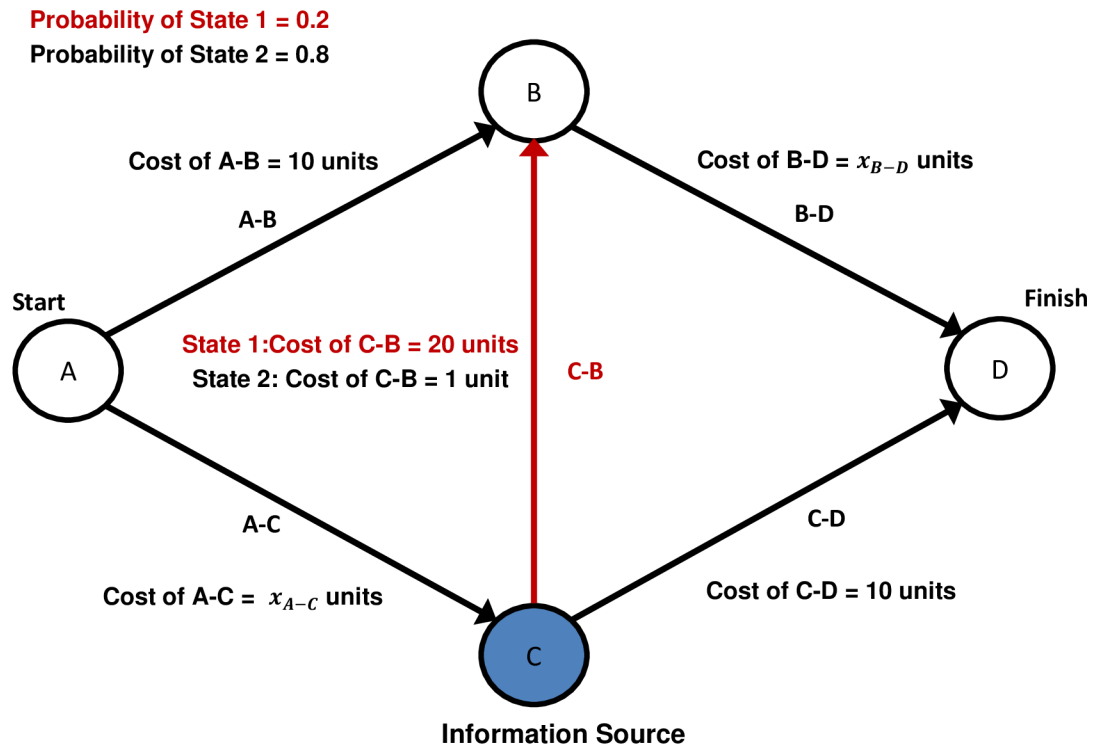 Probability of State 1 = 0.2
Probability of State 2 = 0.8
B
Cost of A-B = 10 units
Cost of B-D = x_{B-D} units
A-B
B-D
Start
Finish
A
State 1:Cost of C-B = 20 units
State 2: Cost of C-B = 1 unit
C-B
D
A-C
C-D
Cost of A-C = x_{A-C} units
Cost of C-D = 10 units
C
Information Source